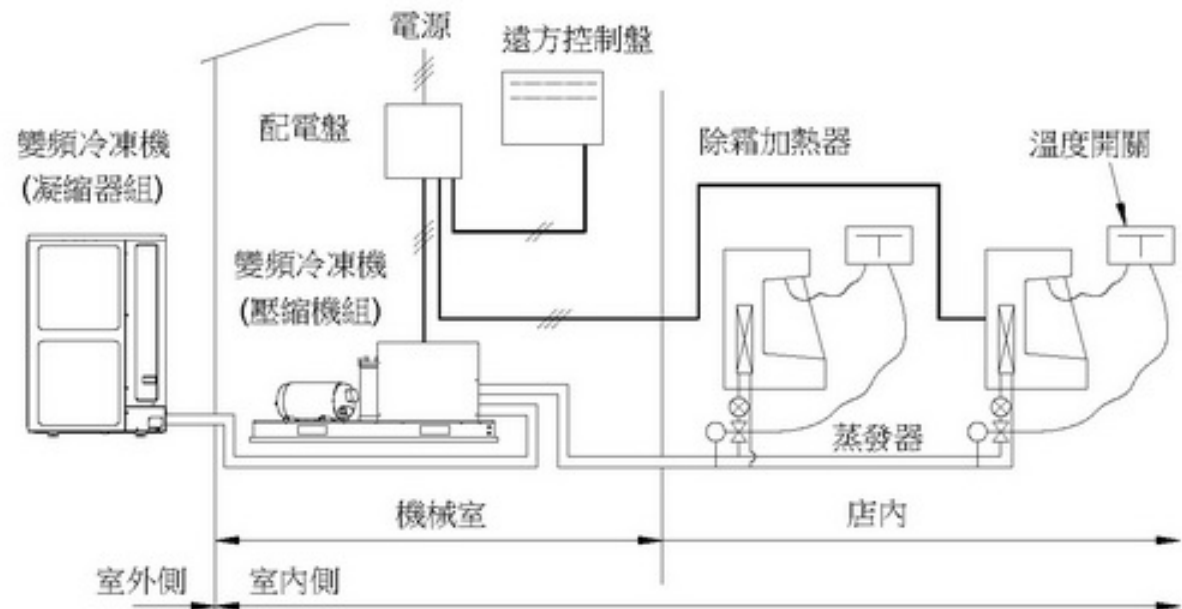 電源
遠方控制盤
配電盤
變頻冷凍機
(凝縮器組)
除霜加熱器
溫度開關
變頻冷凍機
(壓縮機組)
蒸發器
機械室
店內
室外側
室內側